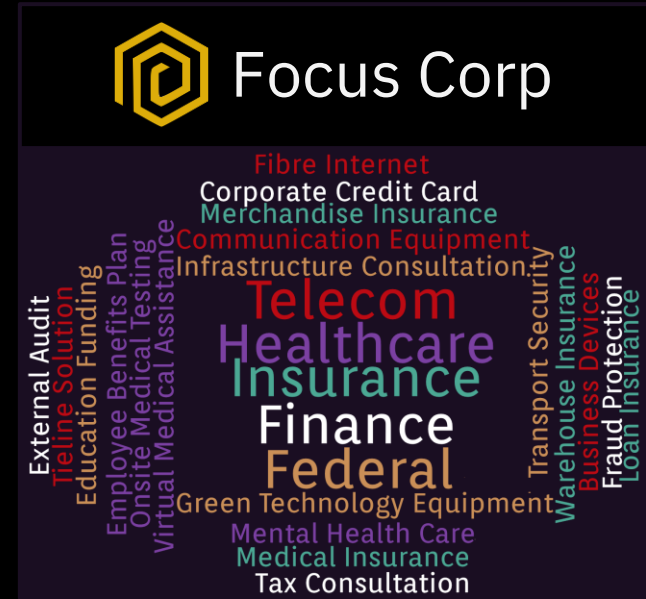 Focus Corp
Fibre Internet
Corporate Credit Card
Merchandise Insurance
Communication Equipment
Infrastructure Consultation
Telecom
Healthcare
Insurance
Finance
Federal
Green Technology Equipment
Mental Health Care
Medical Insurance
Tax Consultation
External Audit
Tieline Solution
Education Funding
Employee Benefits Plan
Onsite Medical Testing
Virtual Medical Assistance
Transport Security
Warehouse Insurance
Business Devices
Fraud Protection
Loan Insurance